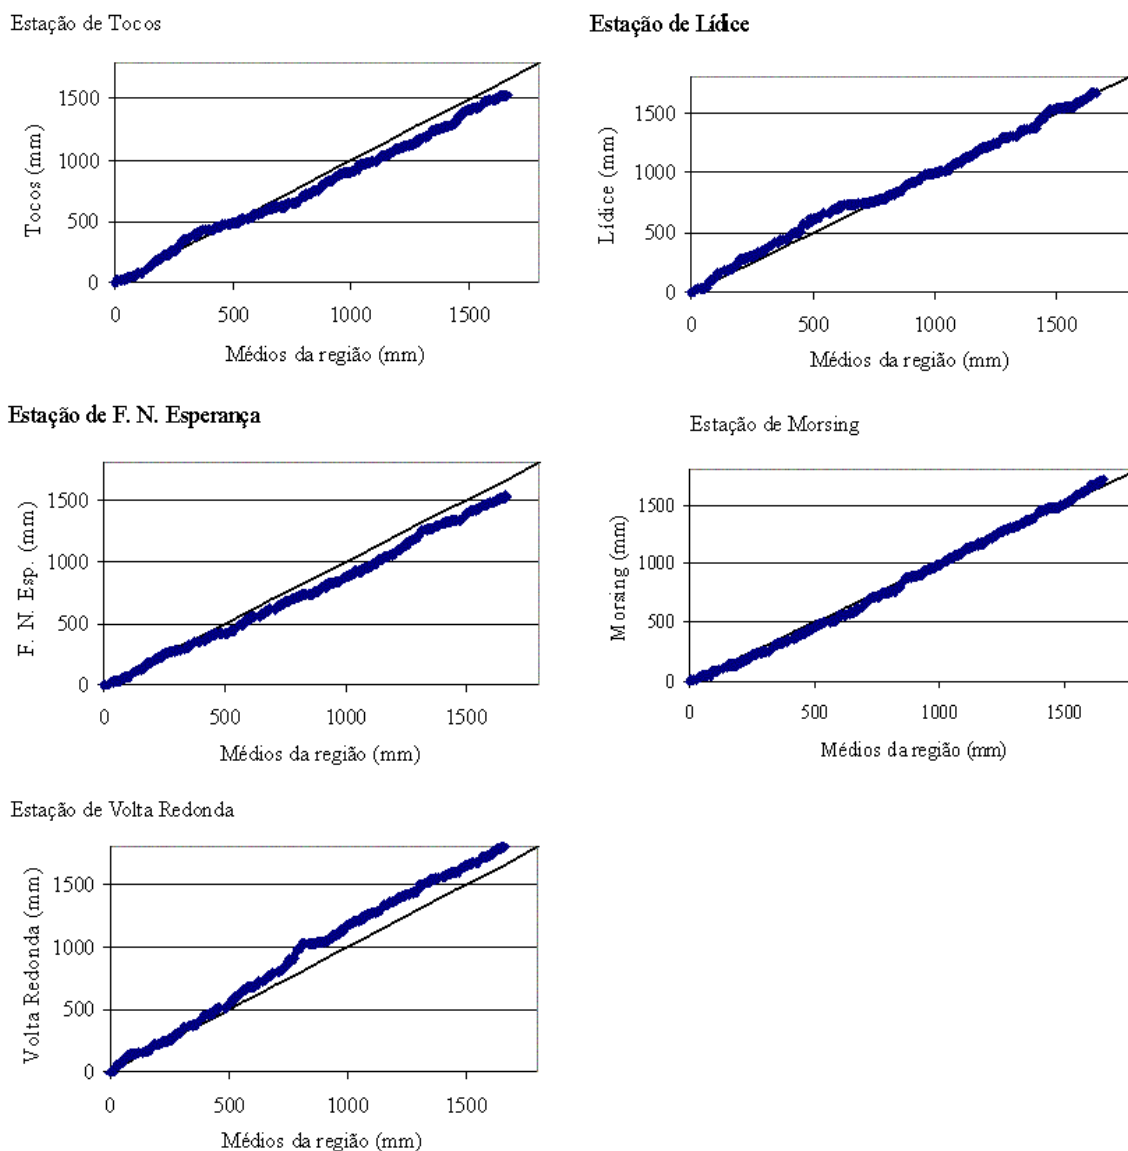 Estação de Tocos
Tocos (mm)
1500
1000
500
0
0 500 1000 1500
Médios da região (mm)
Estação de Lídice
Lídice (mm)
1500
1000
500
0
0 500 1000 1500
Médios da região (mm)
Estação de F. N. Esperança
F. N. Esp. (mm)
1500
1000
500
0
0 500 1000 1500
Médios da região (mm)
Estação de Morsing
Morsing (mm)
1500
1000
500
0
0 500 1000 1500
Médios da região (mm)
Estação de Volta Redonda
Volta Redonda (mm)
1500
1000
500
0
0 500 1000 1500
Médios da região (mm)